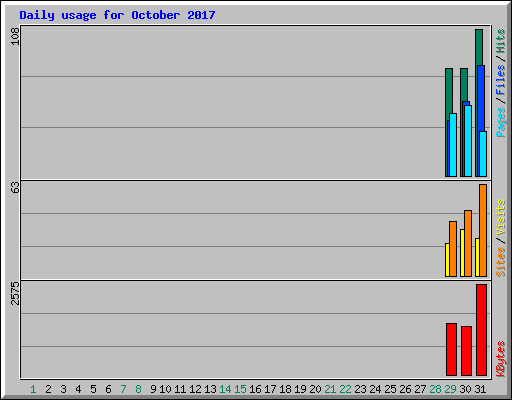 Daily usage for October 2017
108
Pages/Files/Hits
63
Sites/Visits
2575
KBytes
1 2 3 4 5 6 7 8 9 10 11 12 13 14 15 16 17 18 19 20 21 22 23 24 25 26 27 28 29 30 31